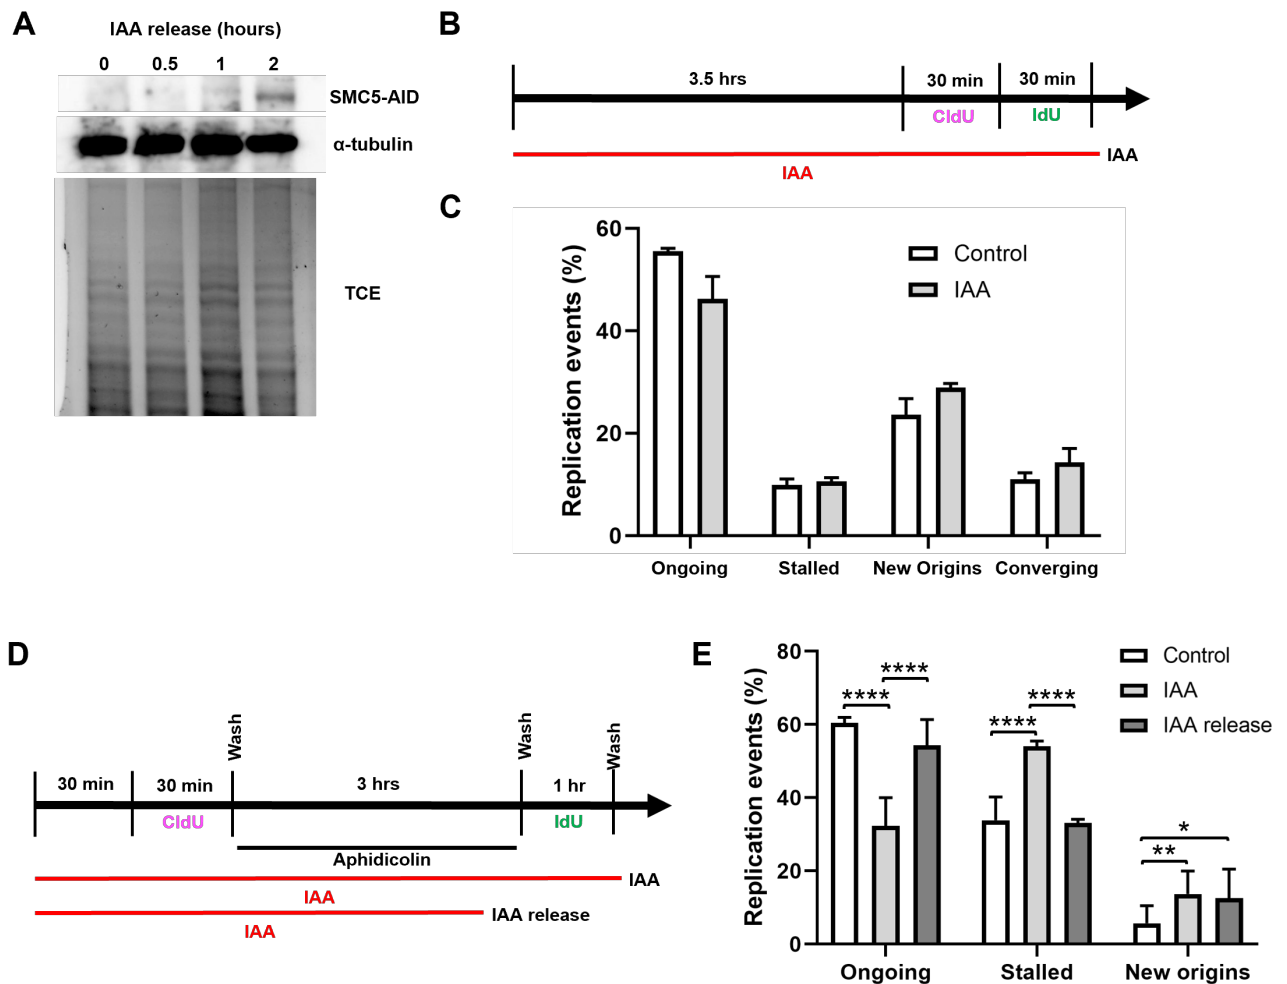 A
IAA release (hours)
0 0.5 1 2
SMC5-AID
α-tubulin
TCE
B
3.5 hrs 30 min 30 min
CldU IdU
IAA
IAA
C
Replication events (%)
60
40
20
0
Control
IAA
Ongoing Stalled New Origins Converging
D
Wash Wash Wash
30 min 30 min 3 hrs 1 hr
CldU IdU
Aphidicolin
IAA
IAA
IAA release
IAA
E
Replication events (%)
80
60
40
20
0
Control
IAA
IAA release
**** ****
**** ****
** *
Ongoing Stalled New origins